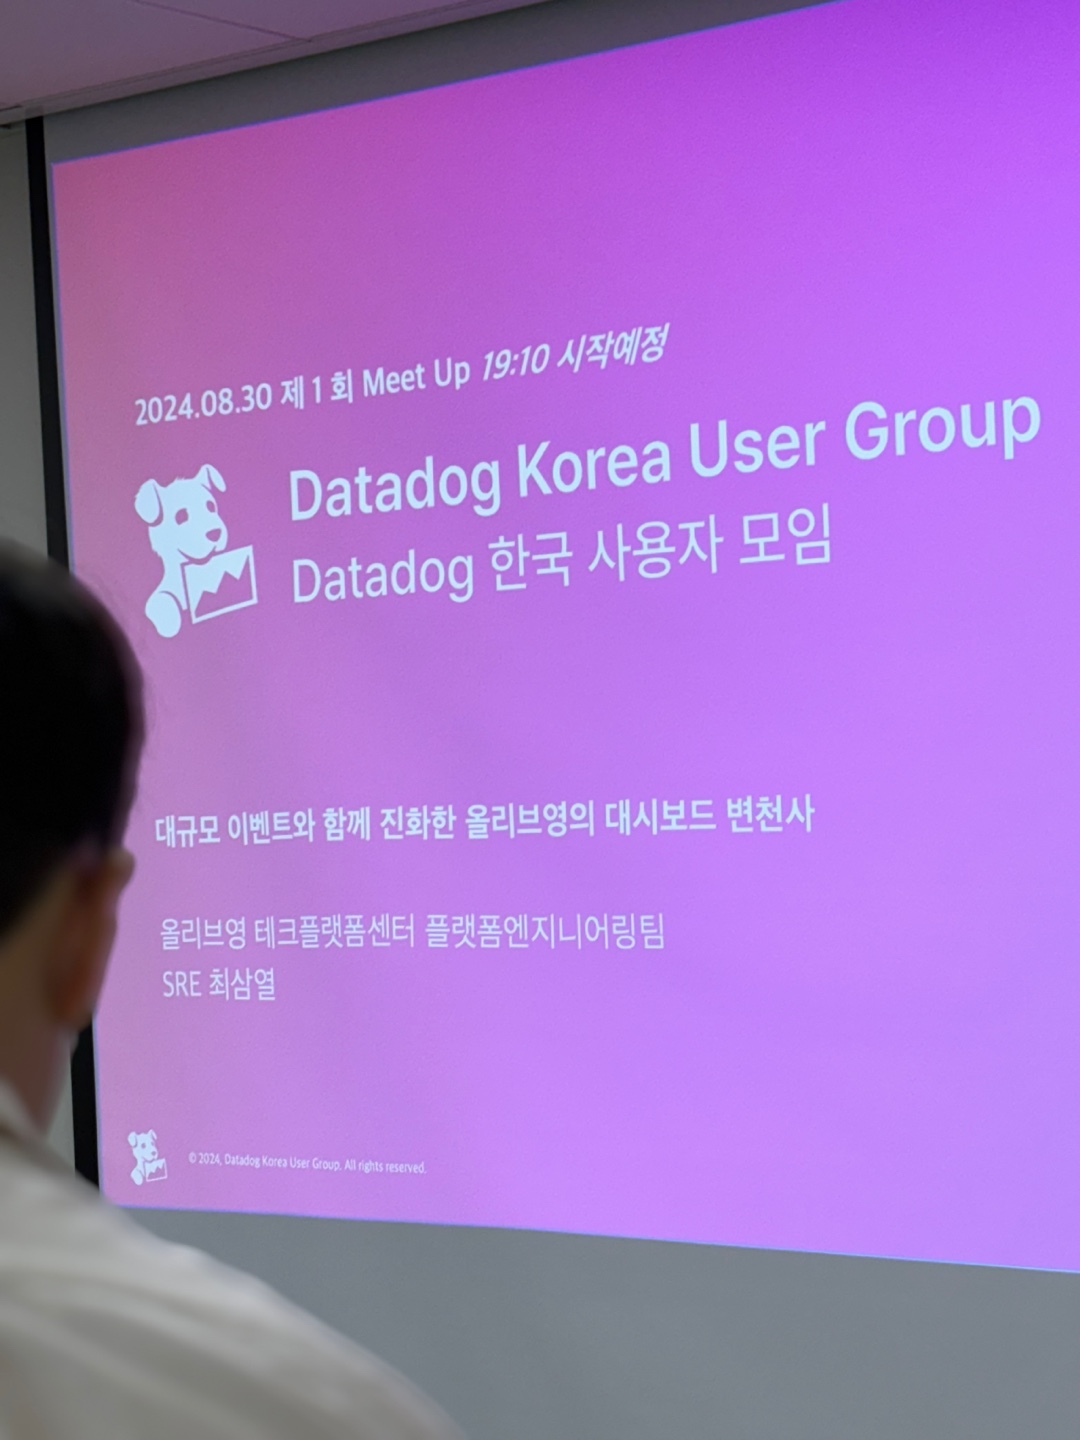 2024.08.30 제 1 회 Meet Up 19:10 시작예정
Datadog Korea User Group
Datadog 한국 사용자 모임
대규모 이벤트와 함께 진화한 올리브영의 대시보드 변천사
올리브영 테크플랫폼센터 플랫폼엔지니어링팀
SRE 최삼열
© 2024, Datadog Korea User Group. All rights reserved.